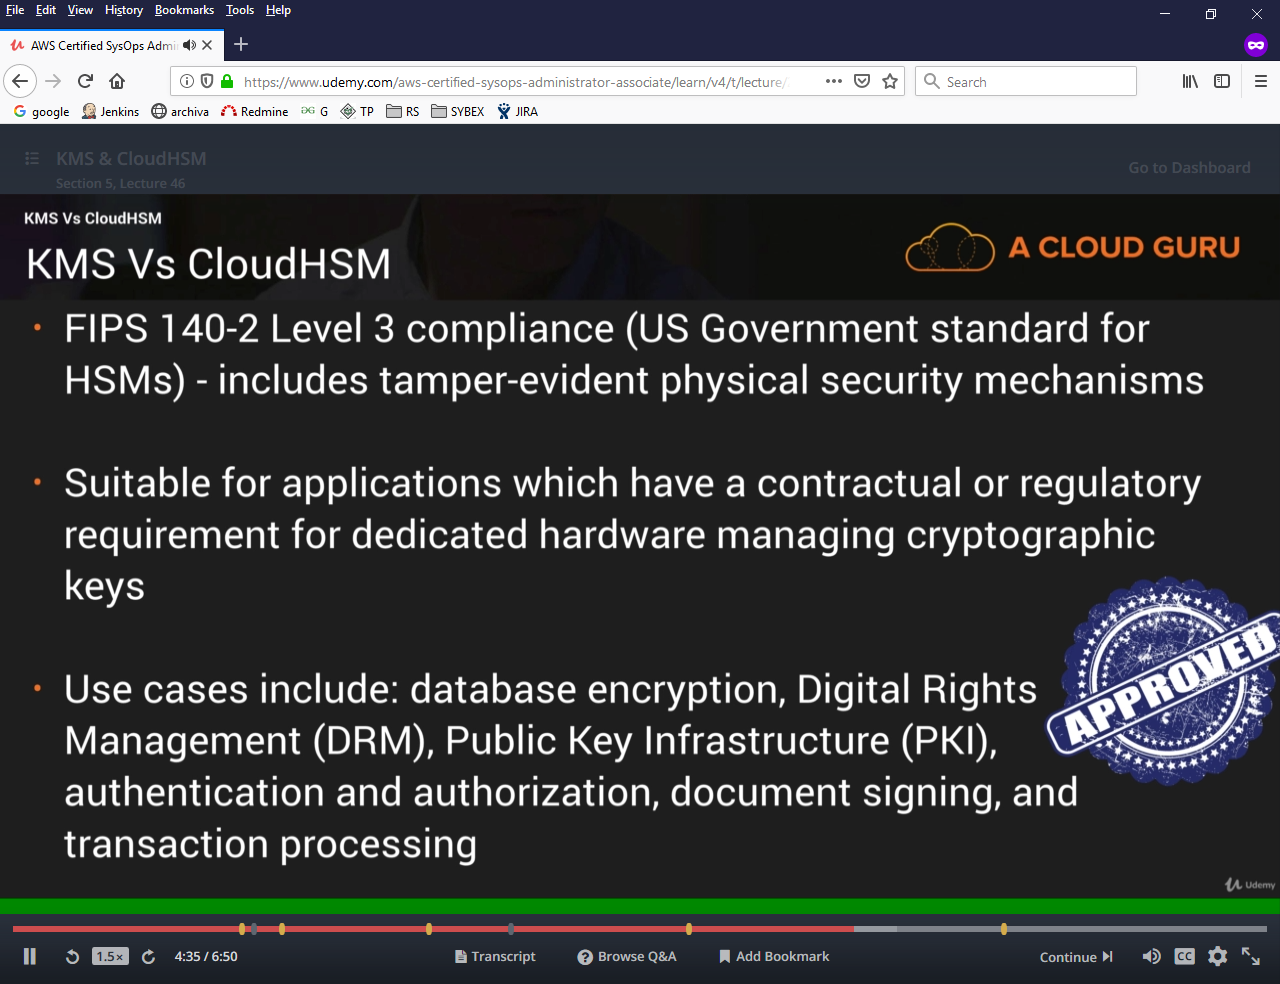 File Edit View History Bookmarks Tools Help
AWS Certified SysOps Admi
https://www.udemy.com/aws-certified-sysops-administrator-associate/learn/v4/t/lecture/
Search
google Jenkins archiva Redmine G TP RS SYBEX JIRA
KMS & CloudHSM
Section 5, Lecture 46
Go to Dashboard
KMS Vs CloudHSM
KMS Vs CloudHSM
A CLOUD GURU
• FIPS 140-2 Level 3 compliance (US Government standard for
HSMs) - includes tamper-evident physical security mechanisms
• Suitable for applications which have a contractual or regulatory
requirement for dedicated hardware managing cryptographic
keys
• Use cases include: database encryption, Digital Rights
Management (DRM), Public Key Infrastructure (PKI),
authentication and authorization, document signing, and
transaction processing
APPROVED
Udemy
1.5×
4:35 / 6:50
Transcript
Browse Q&A
Add Bookmark
Continue
CC